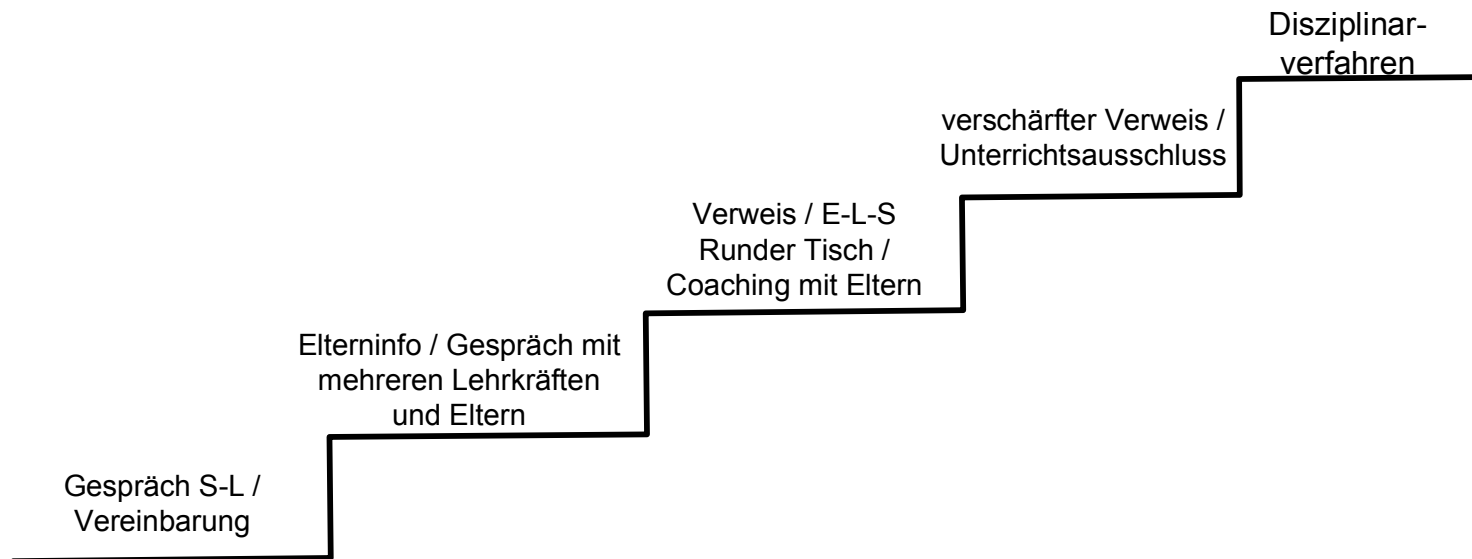 Disziplinar-
verfahren
verschärfter Verweis /
Unterrichtsausschluss
Verweis / E-L-S
Runder Tisch /
Coaching mit Eltern
Elterninfo / Gespräch mit
mehreren Lehrkräften
und Eltern
Gespräch S-L /
Vereinbarung